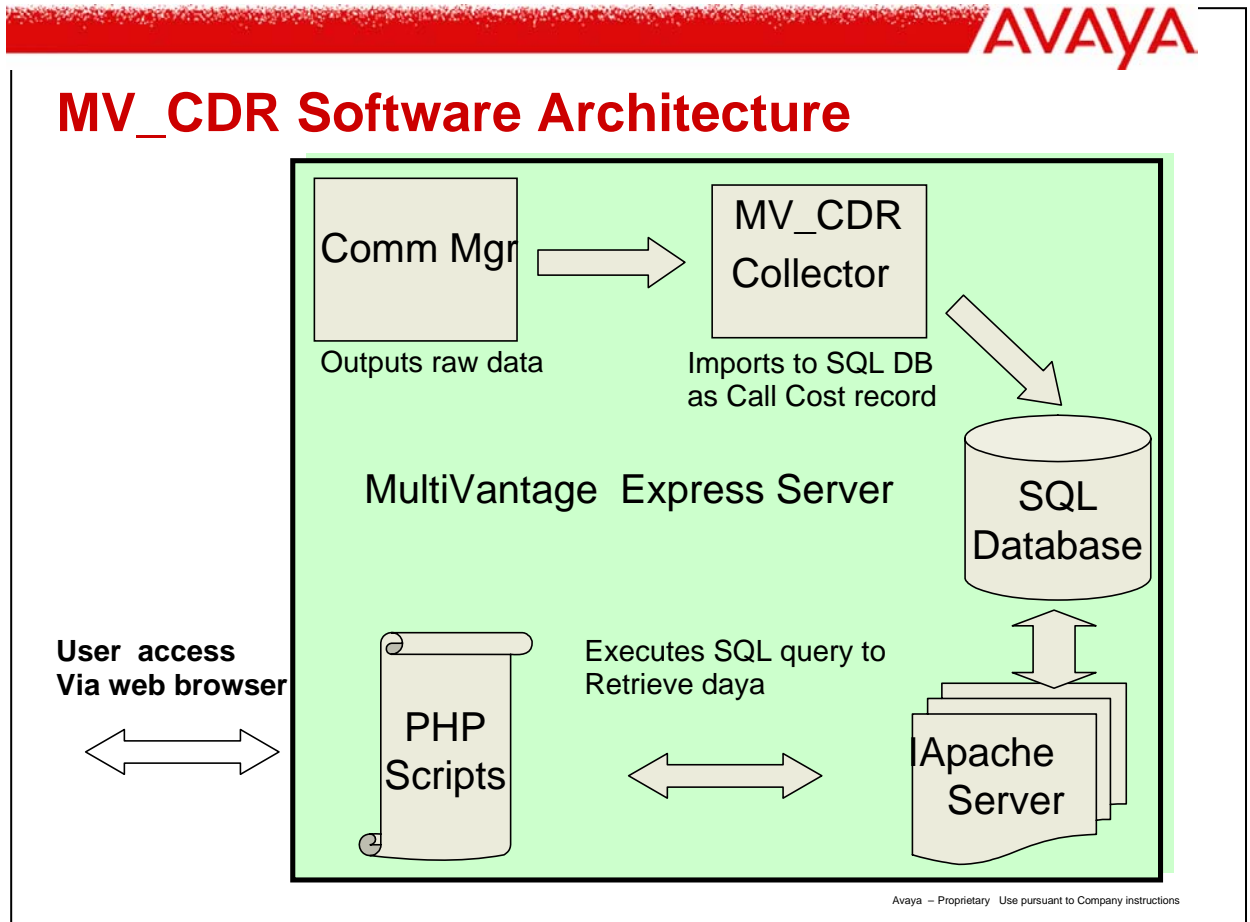 AVAYA
MV_CDR Software Architecture
Comm Mgr
MV_CDR
Collector
Outputs raw data
Imports to SQL DB
as Call Cost record
MultiVantage Express Server
SQL
Database
User access
Via web browser
PHP
Scripts
Executes SQL query to
Retrieve daya
IApache
Server
Avaya – Proprietary Use pursuant to Company instructions